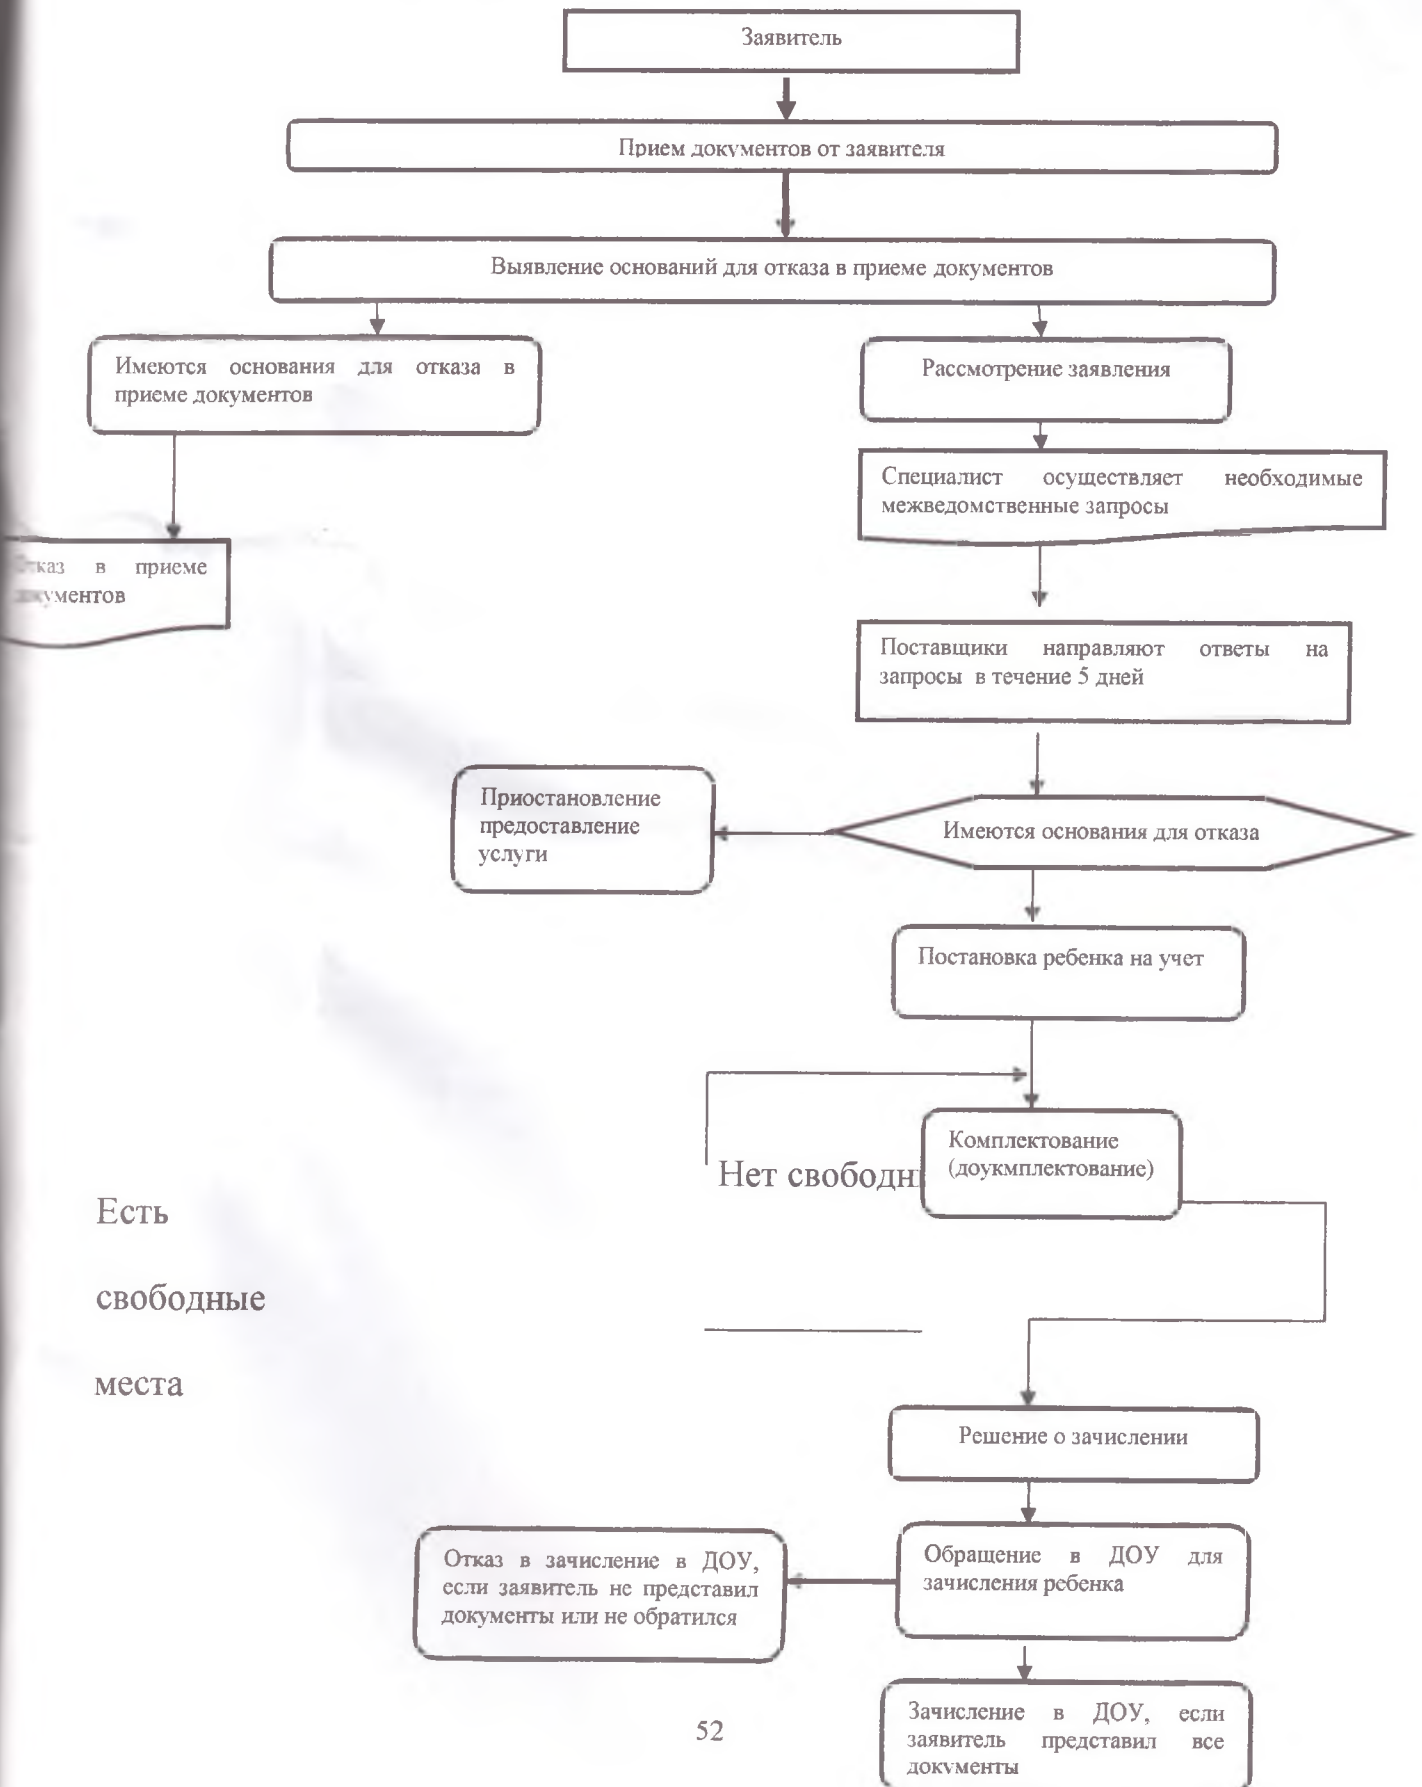 Заявитель
Прием документов от заявителя
Выявление оснований для отказа в приеме документов
Имеются основания для отказа в
приеме документов
Рассмотрение заявления
Специалист осуществляет необходимые
межведомственные запросы
в приеме
Поставщики направляют ответы на
запросы в течение 5 дней
Приостановление
предоставление
услуги
Имеются основания для отказа
Постановка ребенка на учет
Комплектование
(доукмплектование)
Нет свободн
Есть
свободные
места
Решение о зачислении
Отказ в зачисление в ДОУ,
если заявитель не представил
документы или не обратился
Обращение в ДОУ для
зачисления ребенка
Зачисление в ДОУ, если
заявитель представил все
документы
52